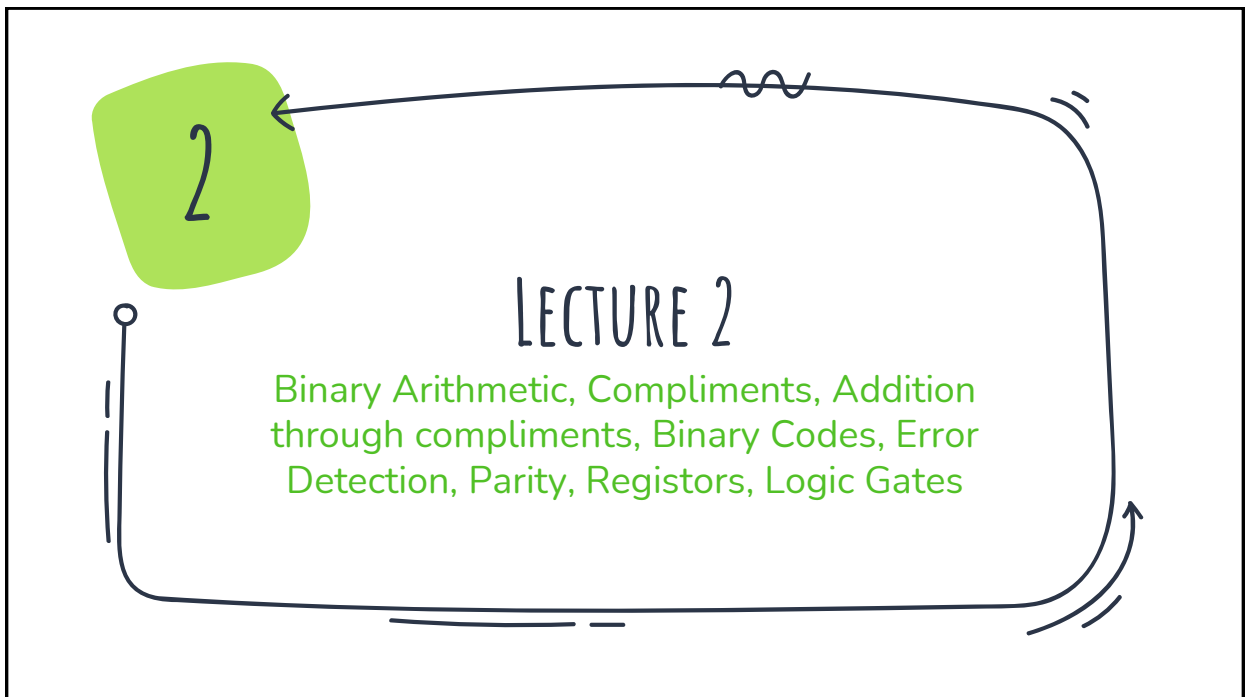 2
Lecture 2
Binary Arithmetic, Compliments, Addition
through compliments, Binary Codes, Error
Detection, Parity, Registors, Logic Gates